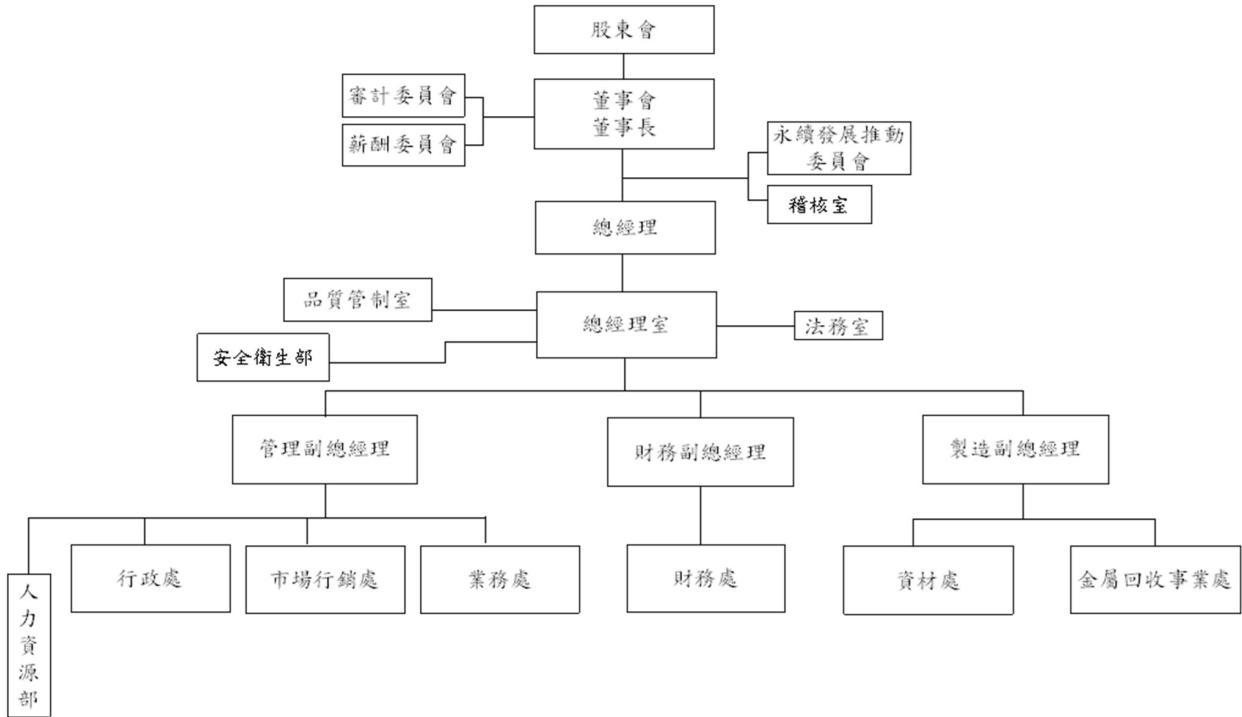 股東會
審計委員會
董事會
董事長
薪酬委員會
永續發展推動
委員會
稽核室
總經理
品質管制室
總經理室
法務室
安全衛生部
管理副總經理
財務副總經理
製造副總經理
人力資源部
行政處
市場行銷處
業務處
財務處
資材處
金屬回收事業處